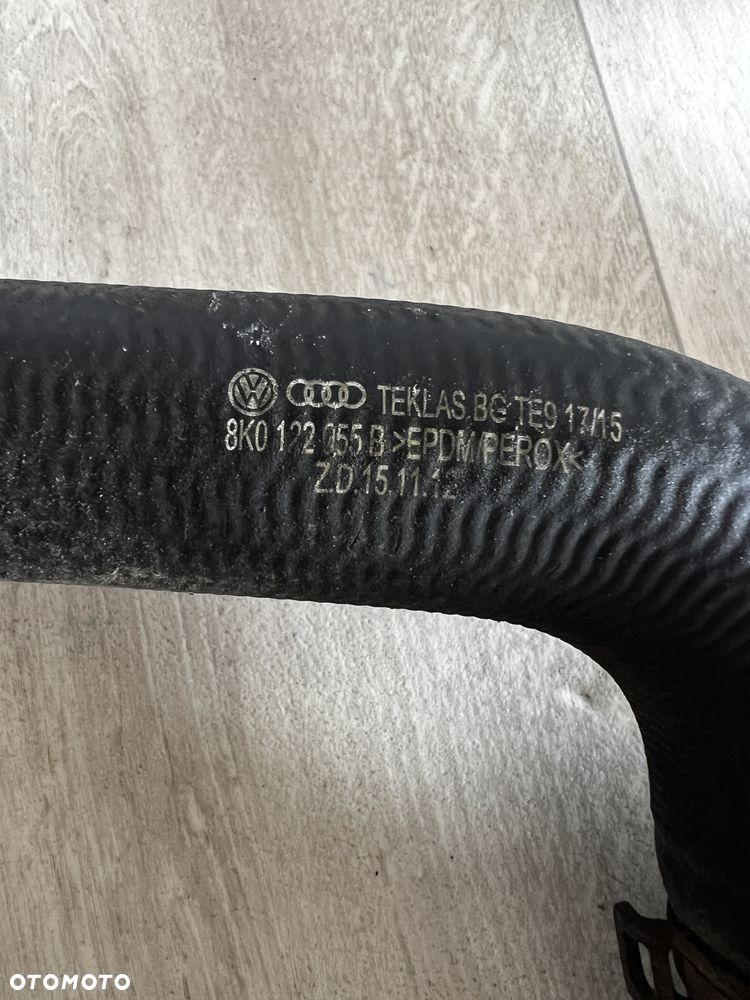 TEKLAS.BG TE9 17/15
8K0 122 055 B >EPDM/PEROX<
Z.D.15.11.12
OTOMOTO